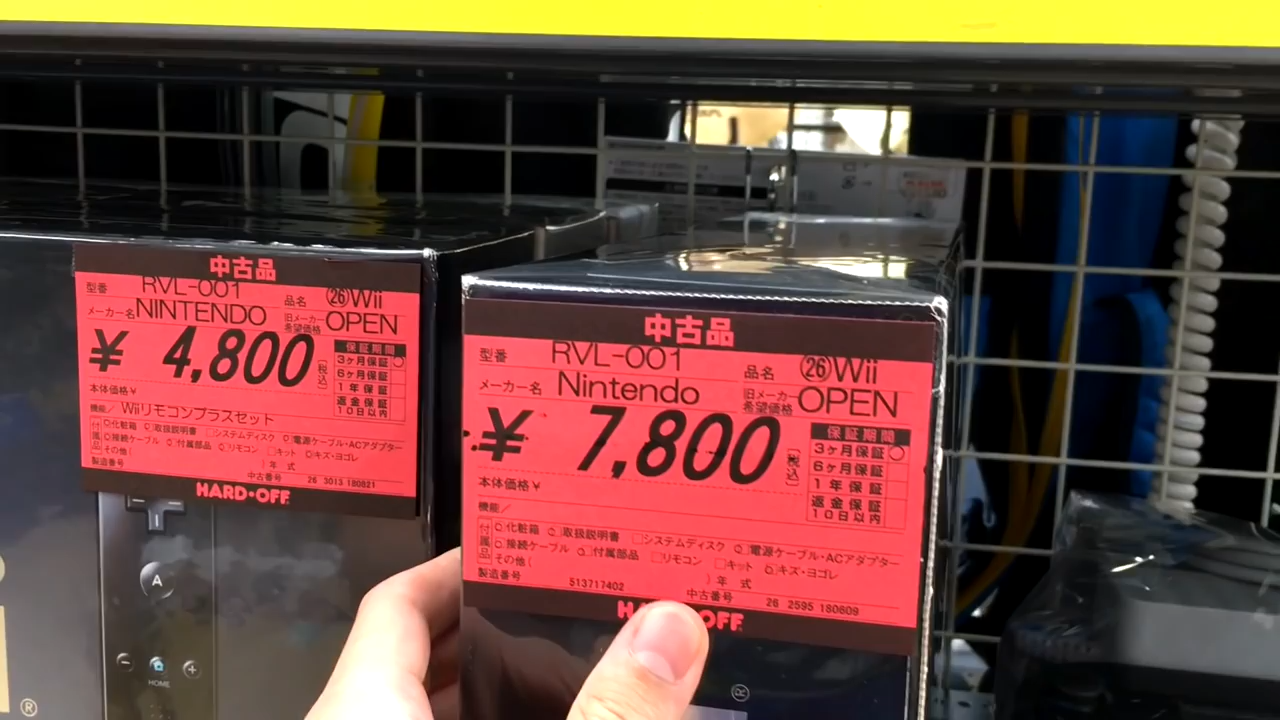 中古品
型番 RVL-001 品名 ㉖Wii
メーカー名 NINTENDO 旧メーカー希望価格 OPEN
¥ 4,800 税込
保証期間
3ヶ月保証
6ヶ月保証
1年保証
返金保証
10日以内
本体価格¥
機能/ Wiiリモコンプラスセット
付属品 化粧箱 取扱説明書 システムディスク 電源ケーブル・ACアダプター
接続ケーブル 付属部品 リモコン キット キズ・ヨゴレ
その他( )年式
製造番号 中古番号 26 3013 180821
HARD・OFF
A
HOME
®
中古品
型番 RVL-001 品名 ㉖Wii
メーカー名 Nintendo 旧メーカー希望価格 OPEN
¥ 7,800 税込
保証期間
3ヶ月保証
6ヶ月保証
1年保証
返金保証
10日以内
本体価格¥
機能/
付属品 化粧箱 取扱説明書 システムディスク 電源ケーブル・ACアダプター
接続ケーブル 付属部品 リモコン キット キズ・ヨゴレ
その他( )年式
製造番号 513717402 中古番号 26 2595 180609
HARD・OFF
®